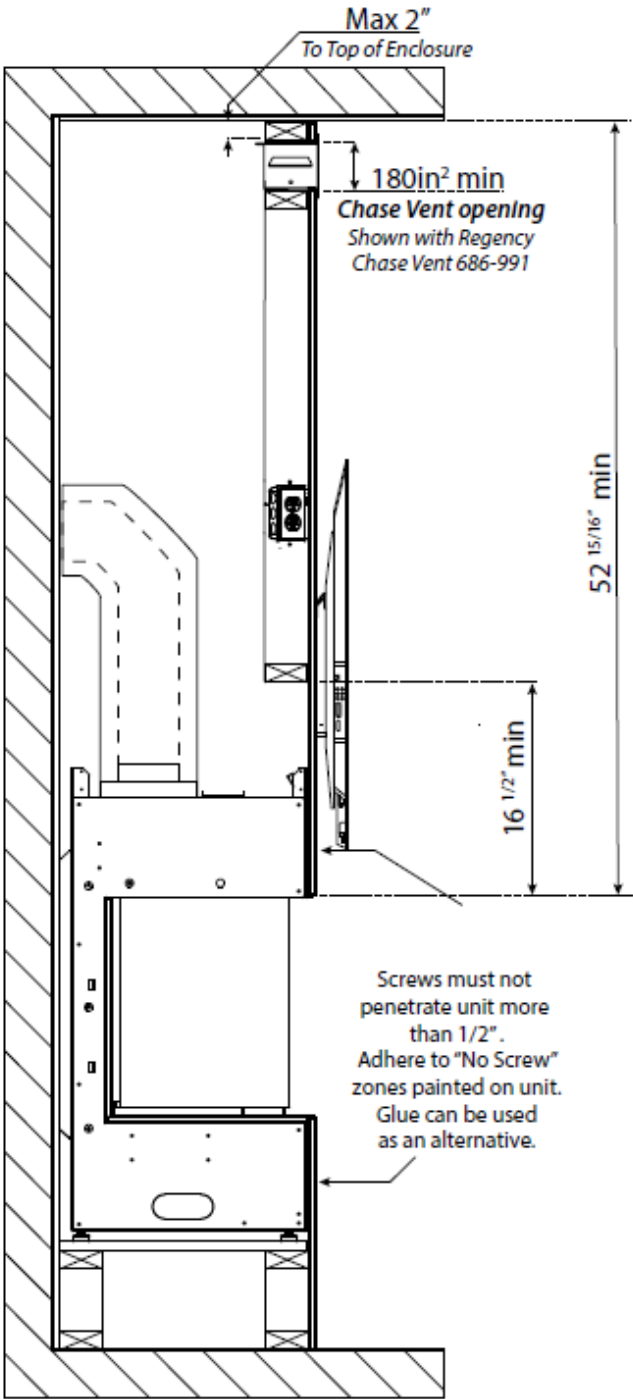 Max 2"
To Top of Enclosure
180in² min
Chase Vent opening
Shown with Regency
Chase Vent 686-991
52 15/16" min
16 1/2" min
Screws must not
penetrate unit more
than 1/2".
Adhere to "No Screw"
zones painted on unit.
Glue can be used
as an alternative.